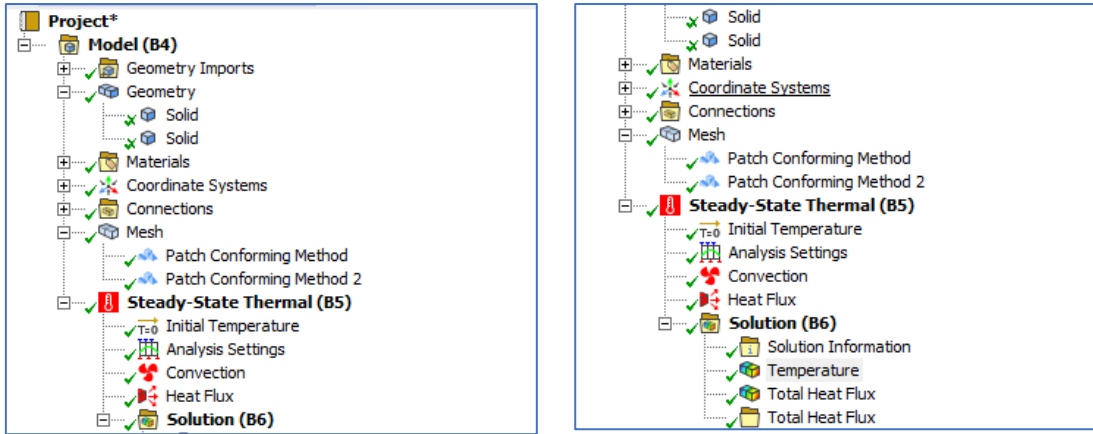 Project*
Model (B4)
Geometry Imports
Geometry
Solid
Solid
Materials
Coordinate Systems
Connections
Mesh
Patch Conforming Method
Patch Conforming Method 2
Steady-State Thermal (B5)
T=0 Initial Temperature
Analysis Settings
Convection
Heat Flux
Solution (B6)
Solid
Solid
Materials
Coordinate Systems
Connections
Mesh
Patch Conforming Method
Patch Conforming Method 2
Steady-State Thermal (B5)
T=0 Initial Temperature
Analysis Settings
Convection
Heat Flux
Solution (B6)
Solution Information
Temperature
Total Heat Flux
Total Heat Flux